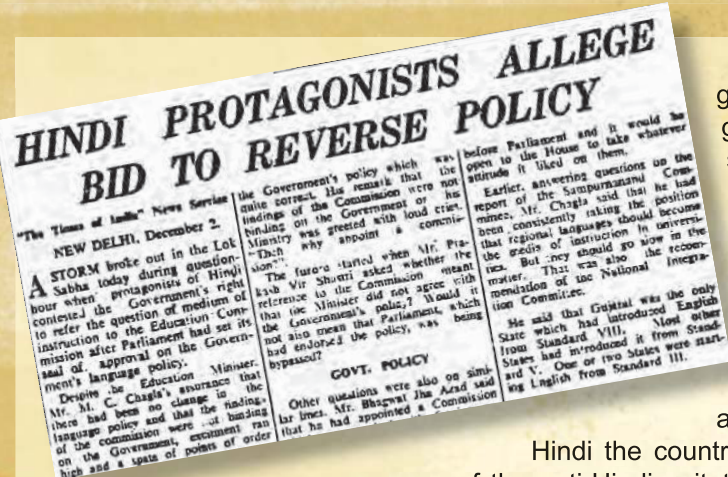 HINDI PROTAGONISTS ALLEGE
BID TO REVERSE POLICY
"The Times of India" News Service
NEW DELHI, December 2.
A STORM broke out in the Lok
Sabha today during question-
hour when protagonists of Hindi
contested the Government's right
to refer the question of medium of
instruction to the Education Com-
mission after Parliament had set its
seal of approval on the Govern-
ment's language policy.
Despite the Education Minister,
Mr. M. C. Chagla's assurance that
there had been no change in the
language policy and that the findings
of the commission were not binding
on the Government, excitement ran
high and a spate of points of order
the Government's policy which was
quite correct. His remark that the
findings of the Commission were not
binding on the Government or his
Ministry was greeted with loud cries,
"Then why appoint a commis-
sion?".
The furore started when Mr. Pra-
kash Vir Shastri asked whether the
reference to the Commission meant
that the Minister did not agree with
the Government's policy? Would it
not also mean that Parliament, which
had endorsed the policy, was being
bypassed?
GOVT. POLICY
Other questions were also on simi-
lar lines. Mr. Bhagwat Jha Azad said
that he had appointed a Commission
before Parliament and it would be
open to the House to take whatever
attitude it liked on them.
Earlier, answering questions on the
report of the Sampurnanand Com-
mittee, Mr. Chagla said that he had
been consistently taking the position
that regional languages should become
the media of instruction in universi-
ties. But they should go slow in the
matter. That was also the recom-
mendation of the National Integra-
tion Committee.
He said that Gujarat was the only
State which had introduced English
from Standard VIII. Most other
States had introduced it from Stand-
ard V. One or two States were start-
ing English from Standard III.
g
g
a
Hindi the countr